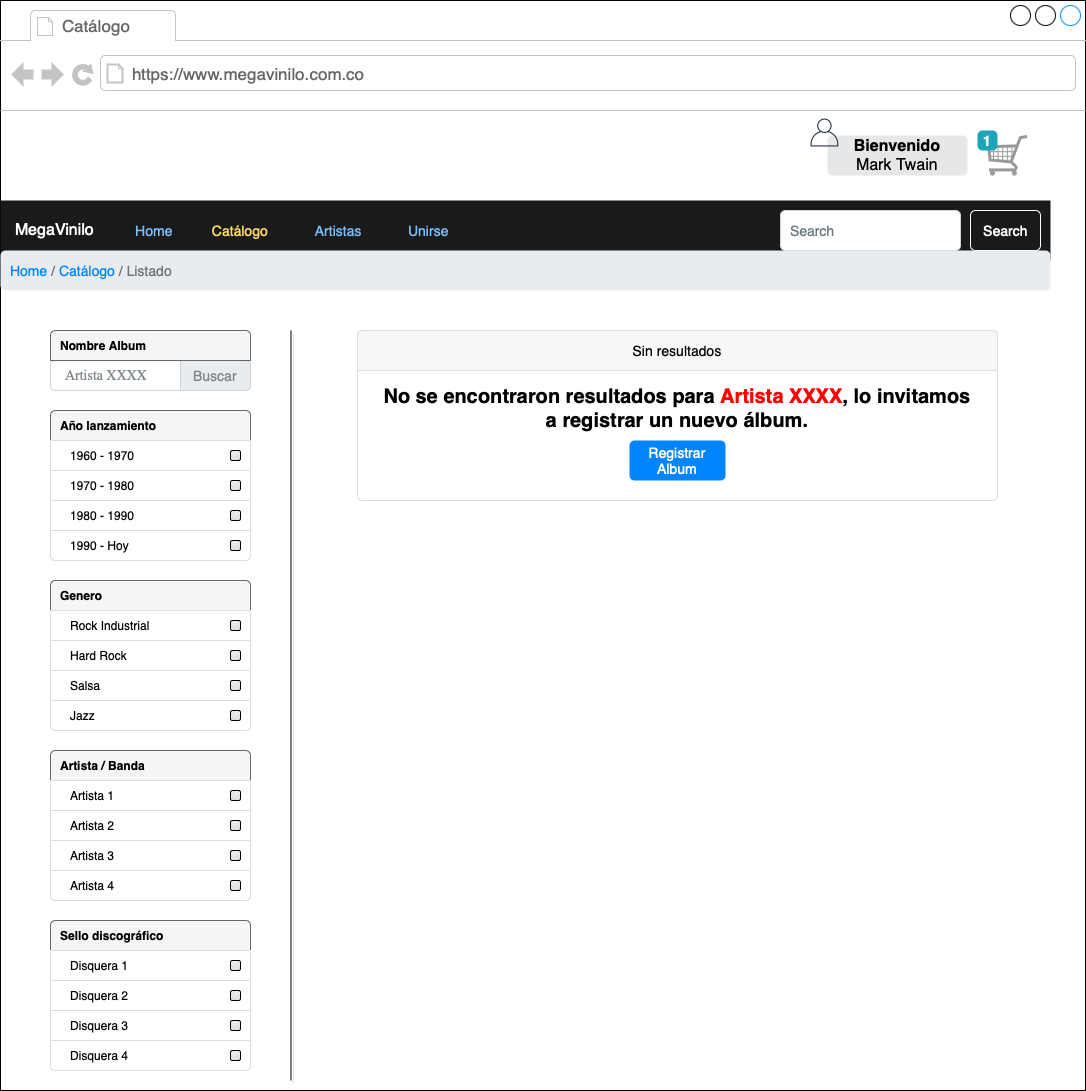 Catálogo
https://www.megavinilo.com.co
Bienvenido
Mark Twain
1
MegaVinilo Home Catálogo Artistas Unirse Search Search
Home / Catálogo / Listado
Nombre Album
Artista XXXX Buscar
Año lanzamiento
1960 - 1970
1970 - 1980
1980 - 1990
1990 - Hoy
Genero
Rock Industrial
Hard Rock
Salsa
Jazz
Artista / Banda
Artista 1
Artista 2
Artista 3
Artista 4
Sello discográfico
Disquera 1
Disquera 2
Disquera 3
Disquera 4
Sin resultados
No se encontraron resultados para Artista XXXX, lo invitamos
a registrar un nuevo álbum.
Registrar
Album